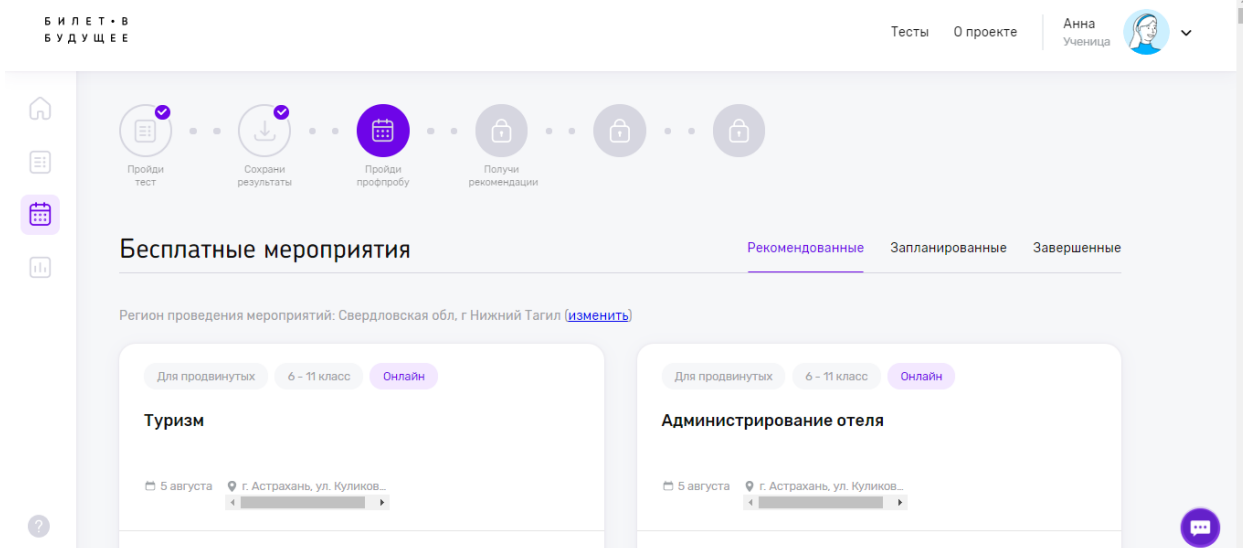 БИЛЕТ•В
БУДУЩЕЕ
Тесты
О проекте
Анна
Ученица
Пройди
тест
Сохрани
результаты
Пройди
профпробу
Получи
рекомендации
Бесплатные мероприятия
Рекомендованные
Запланированные
Завершенные
Регион проведения мероприятий: Свердловская обл, г Нижний Тагил (изменить)
Для продвинутых
6 - 11 класс
Онлайн
Туризм
5 августа
г. Астрахань, ул. Куликов...
Для продвинутых
6 - 11 класс
Онлайн
Администрирование отеля
5 августа
г. Астрахань, ул. Куликов...
?